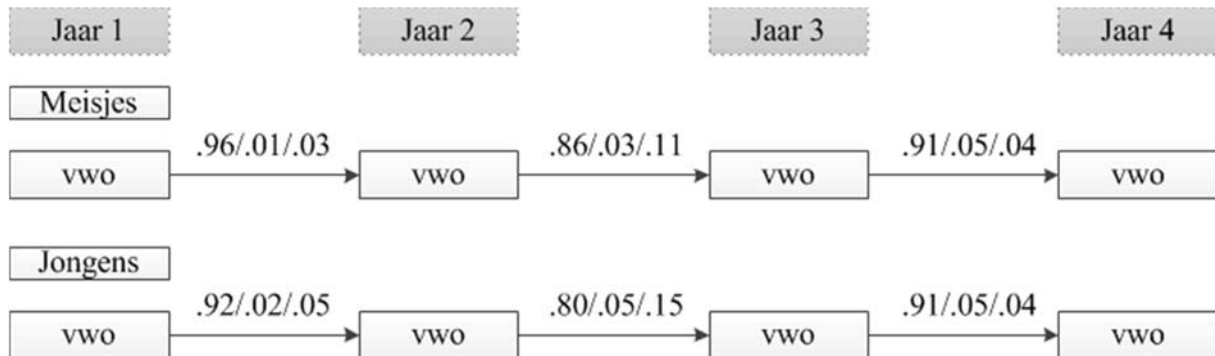 Jaar 1 Jaar 2 Jaar 3 Jaar 4
Meisjes
.96/.01/.03 .86/.03/.11 .91/.05/.04
vwo vwo vwo vwo
Jongens
.92/.02/.05 .80/.05/.15 .91/.05/.04
vwo vwo vwo vwo